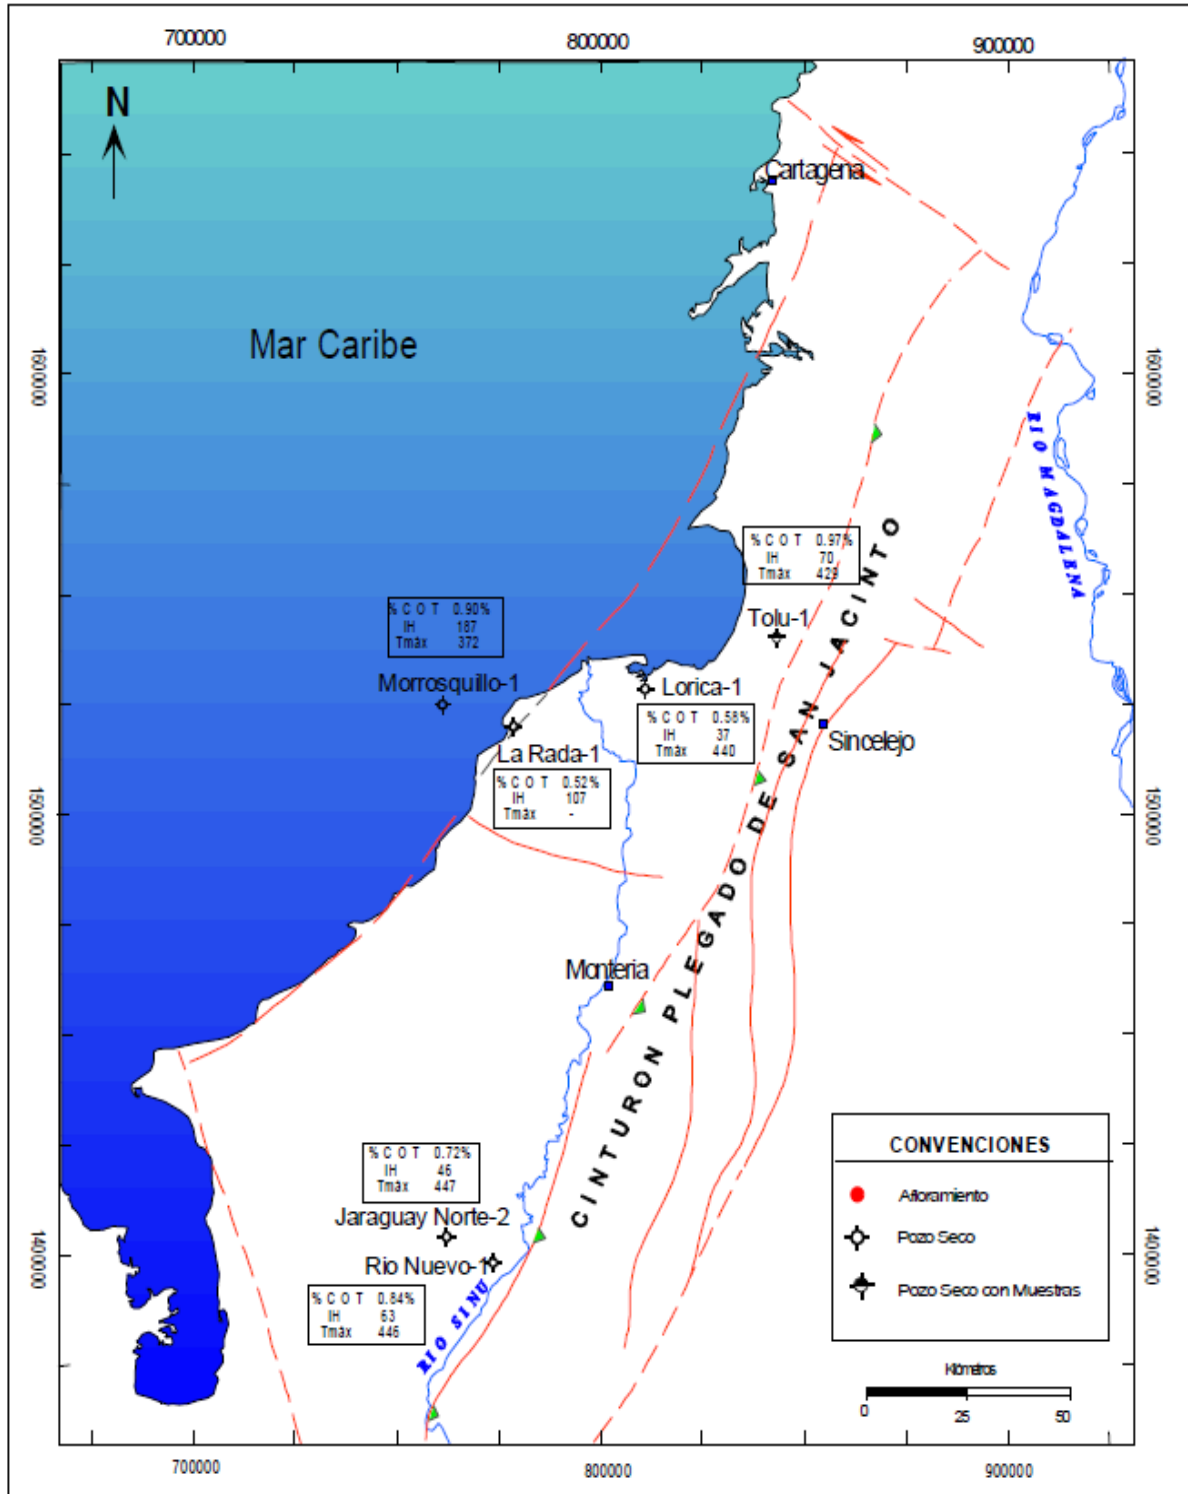 700000 800000 900000
N
Cartagena
Mar Caribe
1600000 1600000
RIO MAGDALENA
% C O T 0.97%
IH 70
Tmáx 429
Tolu-1
% C O T 0.90%
IH 187
Tmáx 372
Morrosquillo-1
Lorica-1
% C O T 0.58%
IH 37
Tmáx 440
La Rada-1
% C O T 0.52%
IH 107
Tmáx -
Sincelejo
1500000 1500000
CINTURON PLEGADO DE SAN JACINTO
Monteria
% C O T 0.72%
IH 46
Tmáx 447
Jaraguay Norte-2
Rio Nuevo-1
% C O T 0.84%
IH 63
Tmáx 446
RIO SINU
1400000 1400000
CONVENCIONES
Afloramiento
Pozo Seco
Pozo Seco con Muestras
Kilómetros
0 25 50
700000 800000 900000